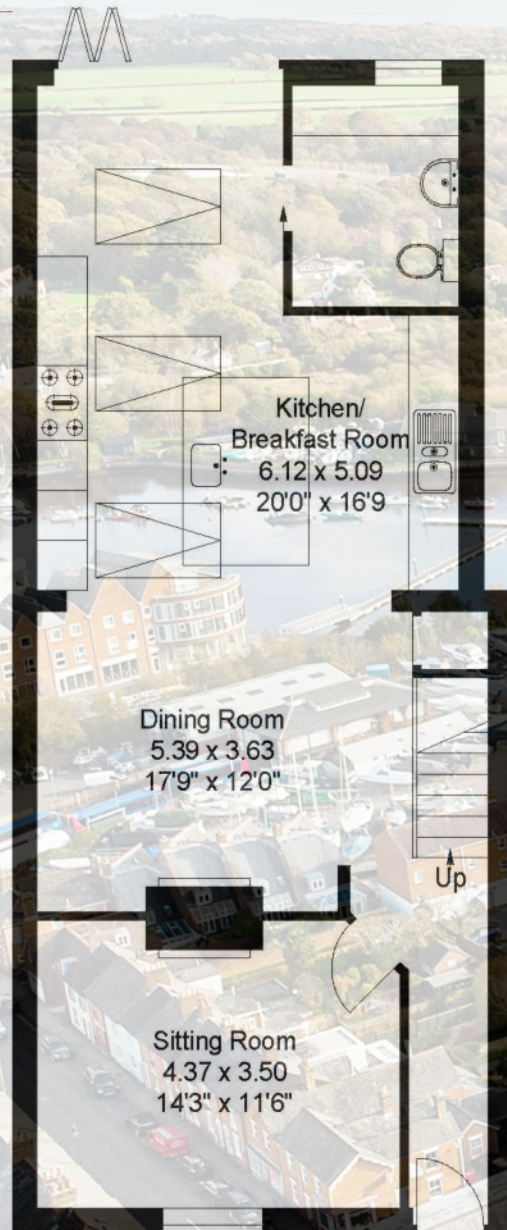 Kitchen/
Breakfast Room
6.12 x 5.09
20'0" x 16'9
Dining Room
5.39 x 3.63
17'9" x 12'0"
Up
Sitting Room
4.37 x 3.50
14'3" x 11'6"